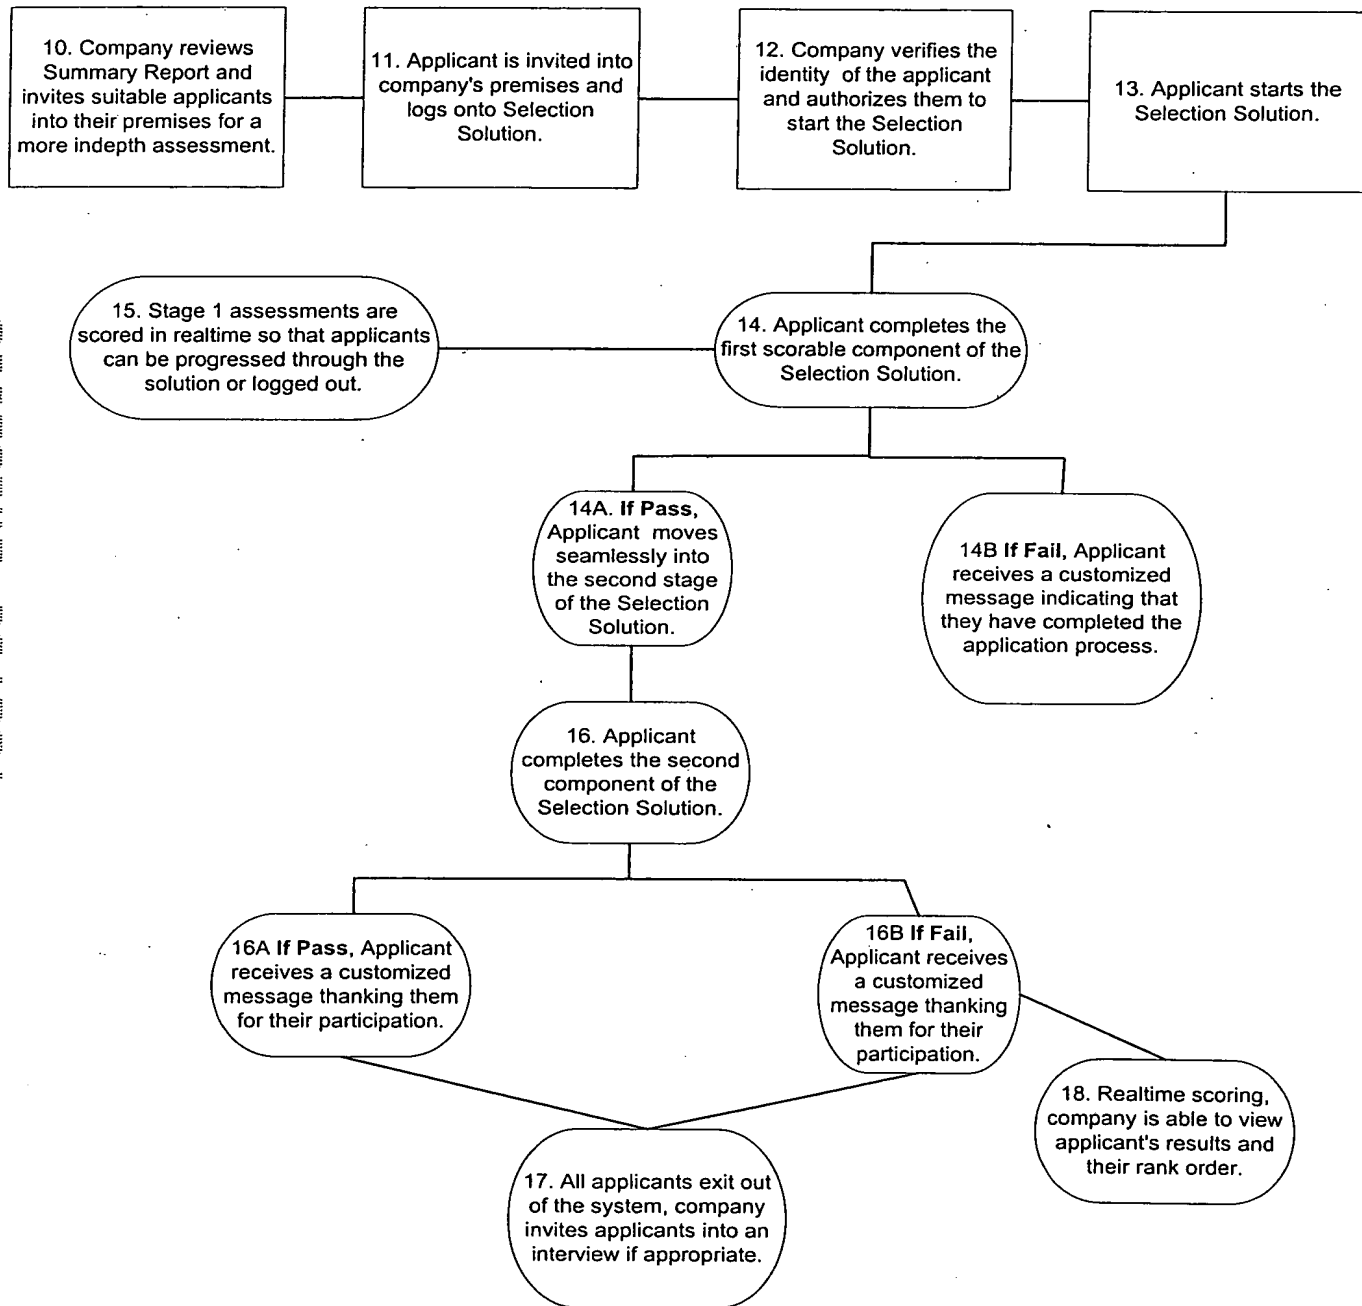 10. Company reviews
Summary Report and
invites suitable applicants
into their premises for a
more indepth assessment.
11. Applicant is invited into
company's premises and
logs onto Selection
Solution.
12. Company verifies the
identity of the applicant
and authorizes them to
start the Selection
Solution.
13. Applicant starts the
Selection Solution.
15. Stage 1 assessments are
scored in realtime so that applicants
can be progressed through the
solution or logged out.
14. Applicant completes the
first scorable component of the
Selection Solution.
14A. If Pass,
Applicant moves
seamlessly into
the second stage
of the Selection
Solution.
14B If Fail, Applicant
receives a customized
message indicating that
they have completed the
application process.
16. Applicant
completes the second
component of the
Selection Solution.
16A If Pass, Applicant
receives a customized
message thanking them
for their participation.
16B If Fail,
Applicant receives
a customized
message thanking
them for their
participation.
18. Realtime scoring,
company is able to view
applicant's results and
their rank order.
17. All applicants exit out
of the system, company
invites applicants into an
interview if appropriate.